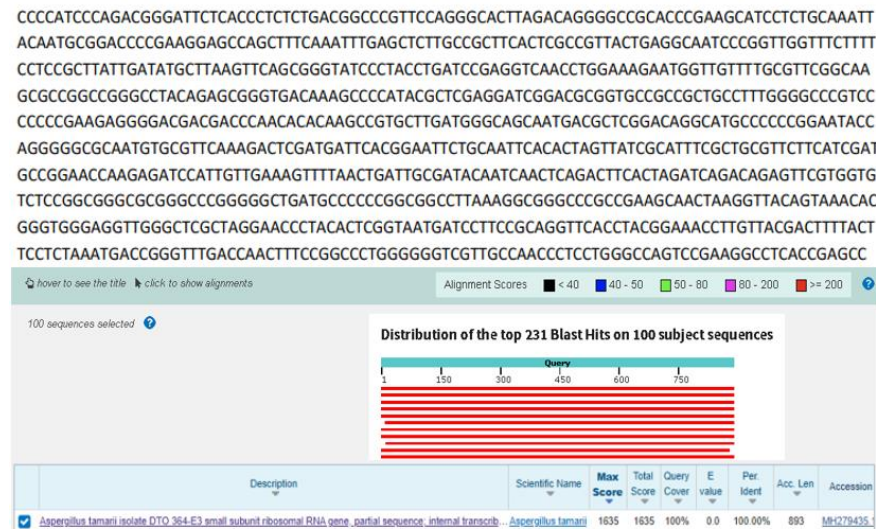 CCCCATCCCAGACGGGATTCTCACCCTCTCTGACGGCCCGTTCCAGGGCACTTAGACAGGGGCCGCACCCGAAGCATCCTCTGCAAATT
ACAATGCGGACCCCGAAGGAGCCAGCTTTCAAATTTGAGCTCTTGCCGCTTCACTCGCCGTTACTGAGGCAATCCCGGTTGGTTTCTTTT
CCTCCGCTTATTGATATGCTTAAGTTCAGCGGGTATCCCTACCTGATCCGAGGTCAACCTGGAAAGAATGGTTGTTTTGCGTTCGGCAA
GCGCCGGCCGGGCCTACAGAGCGGGTGACAAAGCCCCATACGCTCGAGGATCGGACGCGGTGCCGCCGCTGCCTTTGGGGCCCGTCC
CCCCCGAAGAGGGGACGACGACCCAACACACAAGCCGTGCTTGATGGGCAGCAATGACGCTCGGACAGGCATGCCCCCCGGAATACC
AGGGGGCGCAATGTGCGTTCAAAGACTCGATGATTCACGGAATTCTGCAATTCACACTAGTTATCGCATTTCGCTGCGTTCTTCATCGAT
GCCGGAACCAAGAGATCCATTGTTGAAAGTTTTAACTGATTGCGATACAATCAACTCAGACTTCACTAGATCAGACAGAGTTCGTGGTG
TCTCCGGCGGGCGCGGGCCCGGGGGCTGATGCCCCCCGGCGGCCTTAAAGGCGGGCCCGCCGAAGCAACTAAGGTTACAGTAAACAC
GGGTGGGAGGTTGGGCTCGCTAGGAACCCTACACTCGGTAATGATCCTTCCGCAGGTTCACCTACGGAAACCTTGTTACGACTTTTACT
TCCTCTAAATGACCGGGTTTGACCAACTTTCCGGCCCTGGGGGGTCGTTGCCAACCCTCCTGGGCCAGTCCGAAGGCCTCACCGAGCC
hover to see the title click to show alignments Alignment Scores < 40 40 - 50 50 - 80 80 - 200 >= 200 ?
100 sequences selected ?
Distribution of the top 231 Blast Hits on 100 subject sequences
Query
1 150 300 450 600 750
Description Scientific Name Max Score Total Score Query Cover E value Per. Ident Acc. Len Accession
Aspergillus tamarii isolate DTO 364-E3 small subunit ribosomal RNA gene, partial sequence; internal transcrib... Aspergillus tamarii 1635 1635 100% 0.0 100.00% 893 MH279435.1